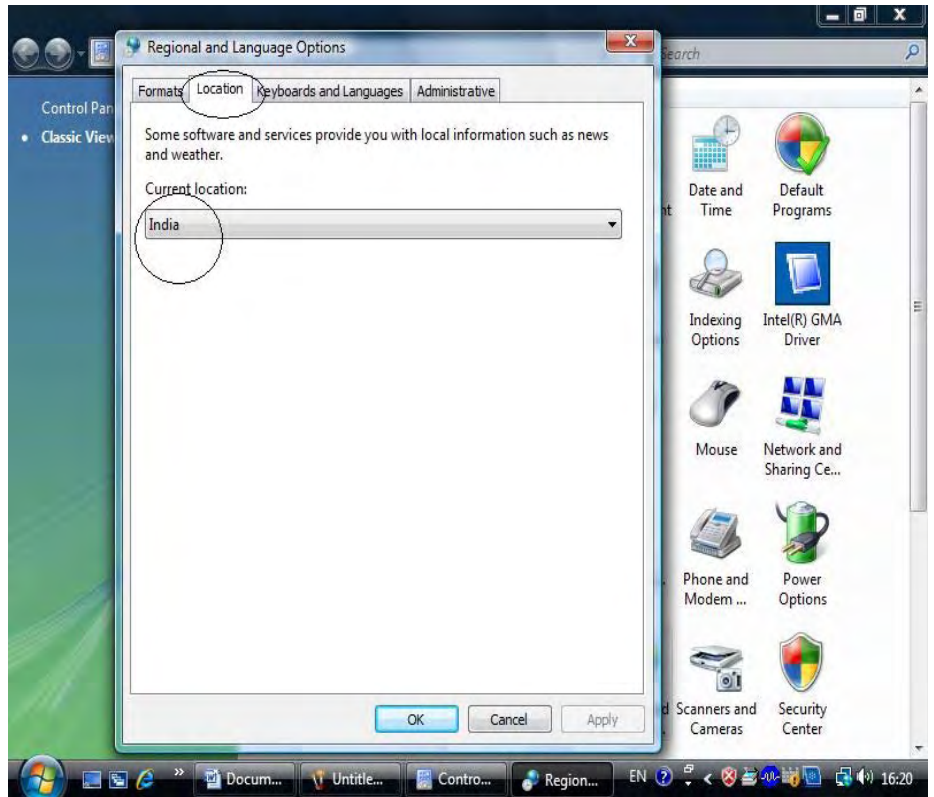 Regional and Language Options
Search
Formats Location Keyboards and Languages Administrative
Control Pan
Classic View
Some software and services provide you with local information such as news
and weather.
Current location:
India
Date and
Time
Default
Programs
nt
Indexing
Options
Intel(R) GMA
Driver
Mouse
Network and
Sharing Ce...
Phone and
Modem ...
Power
Options
d Scanners and
Cameras
Security
Center
OK Cancel Apply
» Docum... Untitle... Contro... Region... EN 16:20